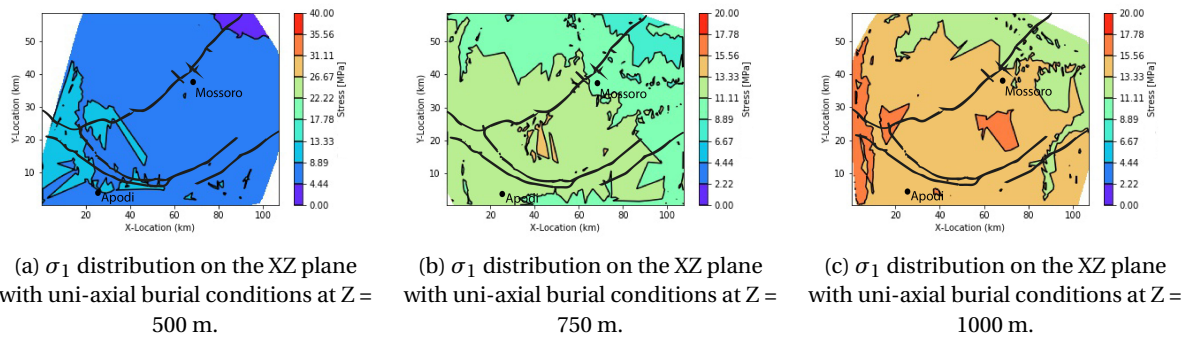 50
40
30
20
10
Y-Location (km)
20
40
60
80
100
X-Location (km)
Mossoro
Apodi
40.00
35.56
31.11
26.67
22.22
17.78
13.33
8.89
4.44
0.00
Stress [MPa]
50
40
30
20
10
Y-Location (km)
20
40
60
80
100
X-Location (km)
Mossoro
Apodi
20.00
17.78
15.56
13.33
11.11
8.89
6.67
4.44
2.22
0.00
Stress [MPa]
50
40
30
20
10
Y-Location (km)
20
40
60
80
100
X-Location (km)
Mossoro
Apodi
20.00
17.78
15.56
13.33
11.11
8.89
6.67
4.44
2.22
0.00
Stress [MPa]
(a) σ₁ distribution on the XZ plane
with uni-axial burial conditions at Z =
500 m.
(b) σ₁ distribution on the XZ plane
with uni-axial burial conditions at Z =
750 m.
(c) σ₁ distribution on the XZ plane
with uni-axial burial conditions at Z =
1000 m.